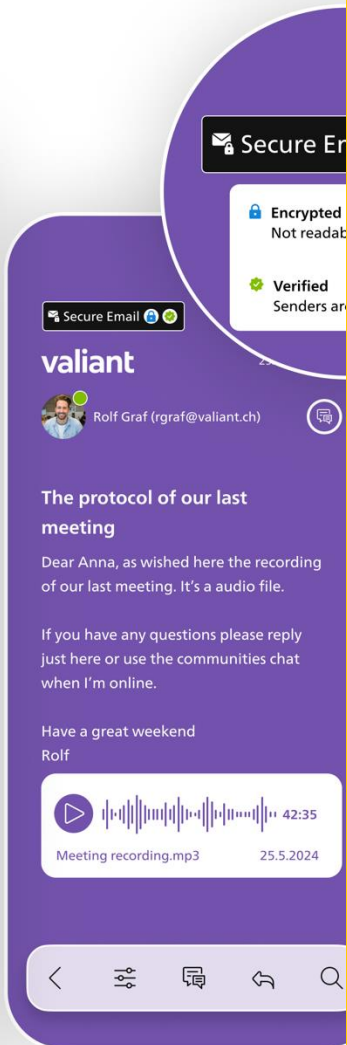 Secure
Encrypted
Not
Verified
Senders
Secure Email
valiant
Rolf Graf (rgraf@valiant.ch)
The protocol of our last
meeting
Dear Anna, as wished here the recording
of our last meeting. It's a audio file.
If you have any questions please reply
just here or use the communities chat
when I'm online.
Have a great weekend
Rolf
42:35
Meeting recording.mp3 25.5.2024